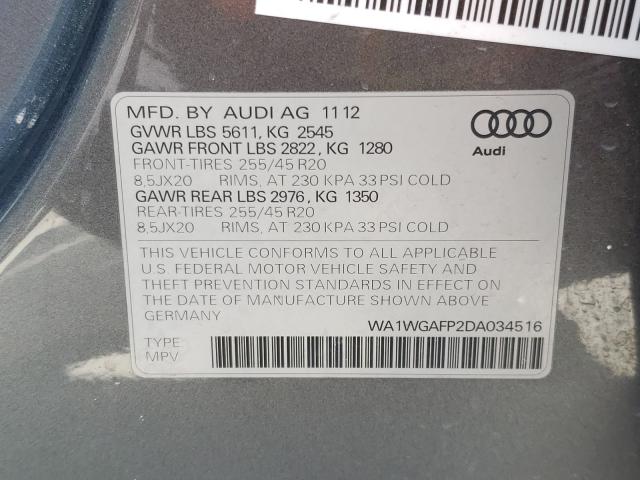 MFD. BY AUDI AG 11 12
GVWR LBS 5611, KG 2545
GAWR FRONT LBS 2822, KG 1280
FRONT-TIRES 255/45 R20
8,5JX20 RIMS, AT 230 KPA 33 PSI COLD
GAWR REAR LBS 2976, KG 1350
REAR-TIRES 255/45 R20
8,5JX20 RIMS, AT 230 KPA 33 PSI COLD
Audi
THIS VEHICLE CONFORMS TO ALL APPLICABLE
U.S. FEDERAL MOTOR VEHICLE SAFETY AND
THEFT PREVENTION STANDARDS IN EFFECT ON
THE DATE OF MANUFACTURE SHOWN ABOVE
GERMANY
WA1WGAFP2DA034516
TYPE
MPV